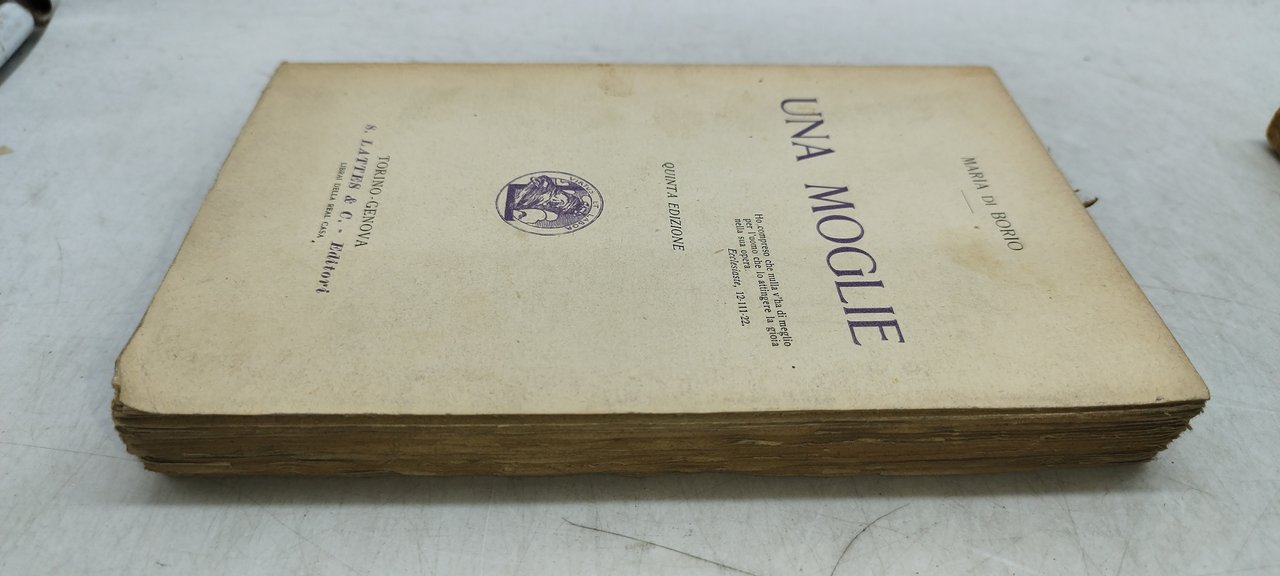 MARIA DI BORIO
UNA MOGLIE
Ho compreso che nulla v'ha di meglio
per l'uomo che lo attingere la gioia
nella sua opera.
Ecclesiaste, 12-111-22.
QUINTA EDIZIONE
TORINO-GENOVA
S. LATTES & C. - Editori
LIBRAI DELLA REAL CASA